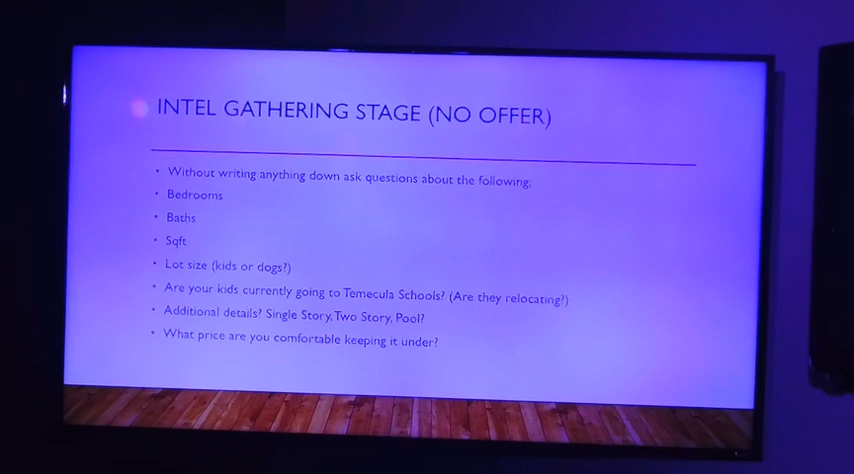 INTEL GATHERING STAGE (NO OFFER)
• Without writing anything down ask questions about the following:
• Bedrooms
• Baths
• Sqft
• Lot size (kids or dogs?)
• Are your kids currently going to Temecula Schools? (Are they relocating?)
• Additional details? Single Story, Two Story, Pool?
• What price are you comfortable keeping it under?